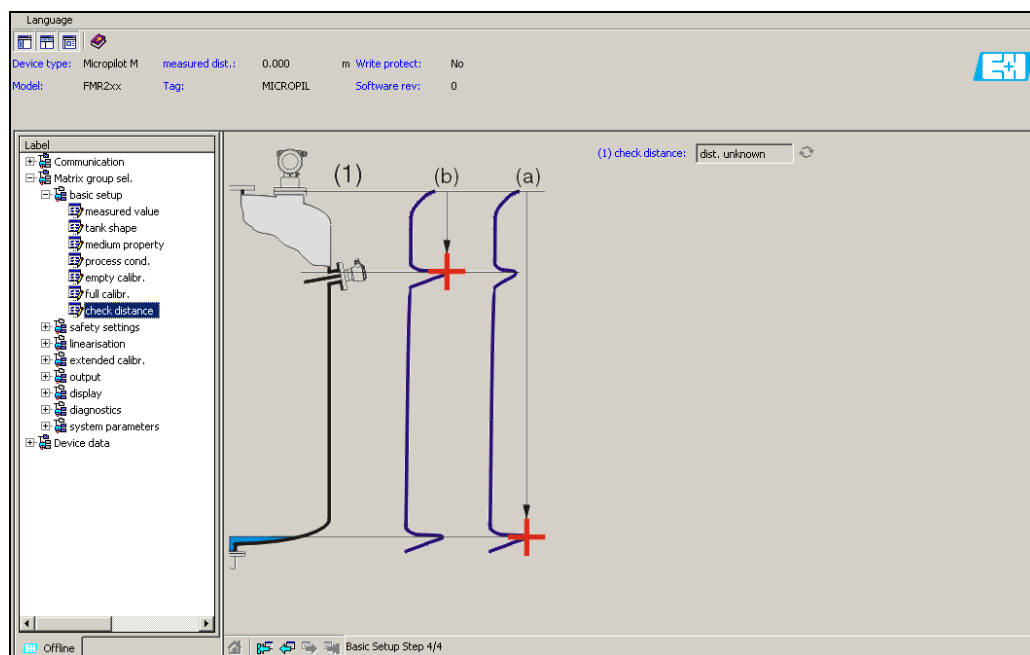 Language
Device type: Micropilot M measured dist.: 0.000 m Write protect: No
Model: FMR2xx Tag: MICROPIL Software rev: 0
E+H
Label
Communication
Matrix group sel.
basic setup
measured value
tank shape
medium property
process cond.
empty calibr.
full calibr.
check distance
safety settings
linearisation
extended calibr.
output
display
diagnostics
system parameters
Device data
(1) (b) (a)
(1) check distance: dist. unknown
Offline
Basic Setup Step 4/4